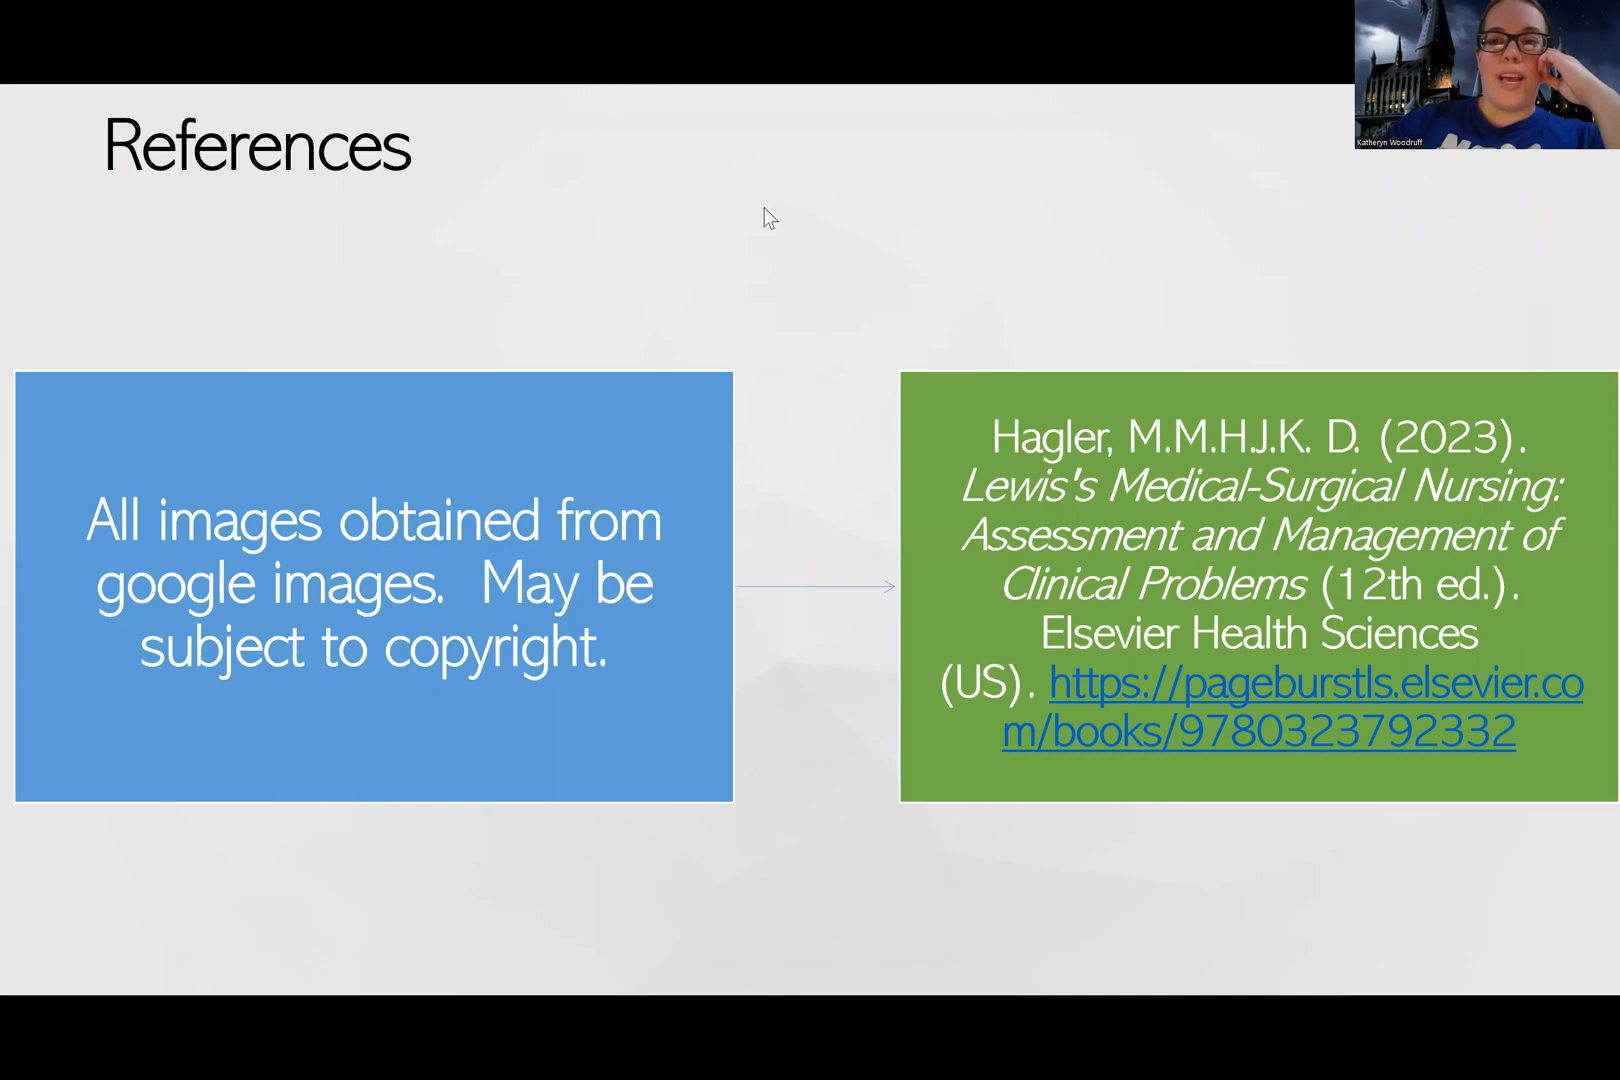 References
Katheryn Woodruff
All images obtained from
google images.  May be
subject to copyright.
Hagler, M.M.H.J.K. D. (2023).
Lewis's Medical-Surgical Nursing:
Assessment and Management of
Clinical Problems (12th ed.).
Elsevier Health Sciences
(US). https://pageburstls.elsevier.co
m/books/9780323792332